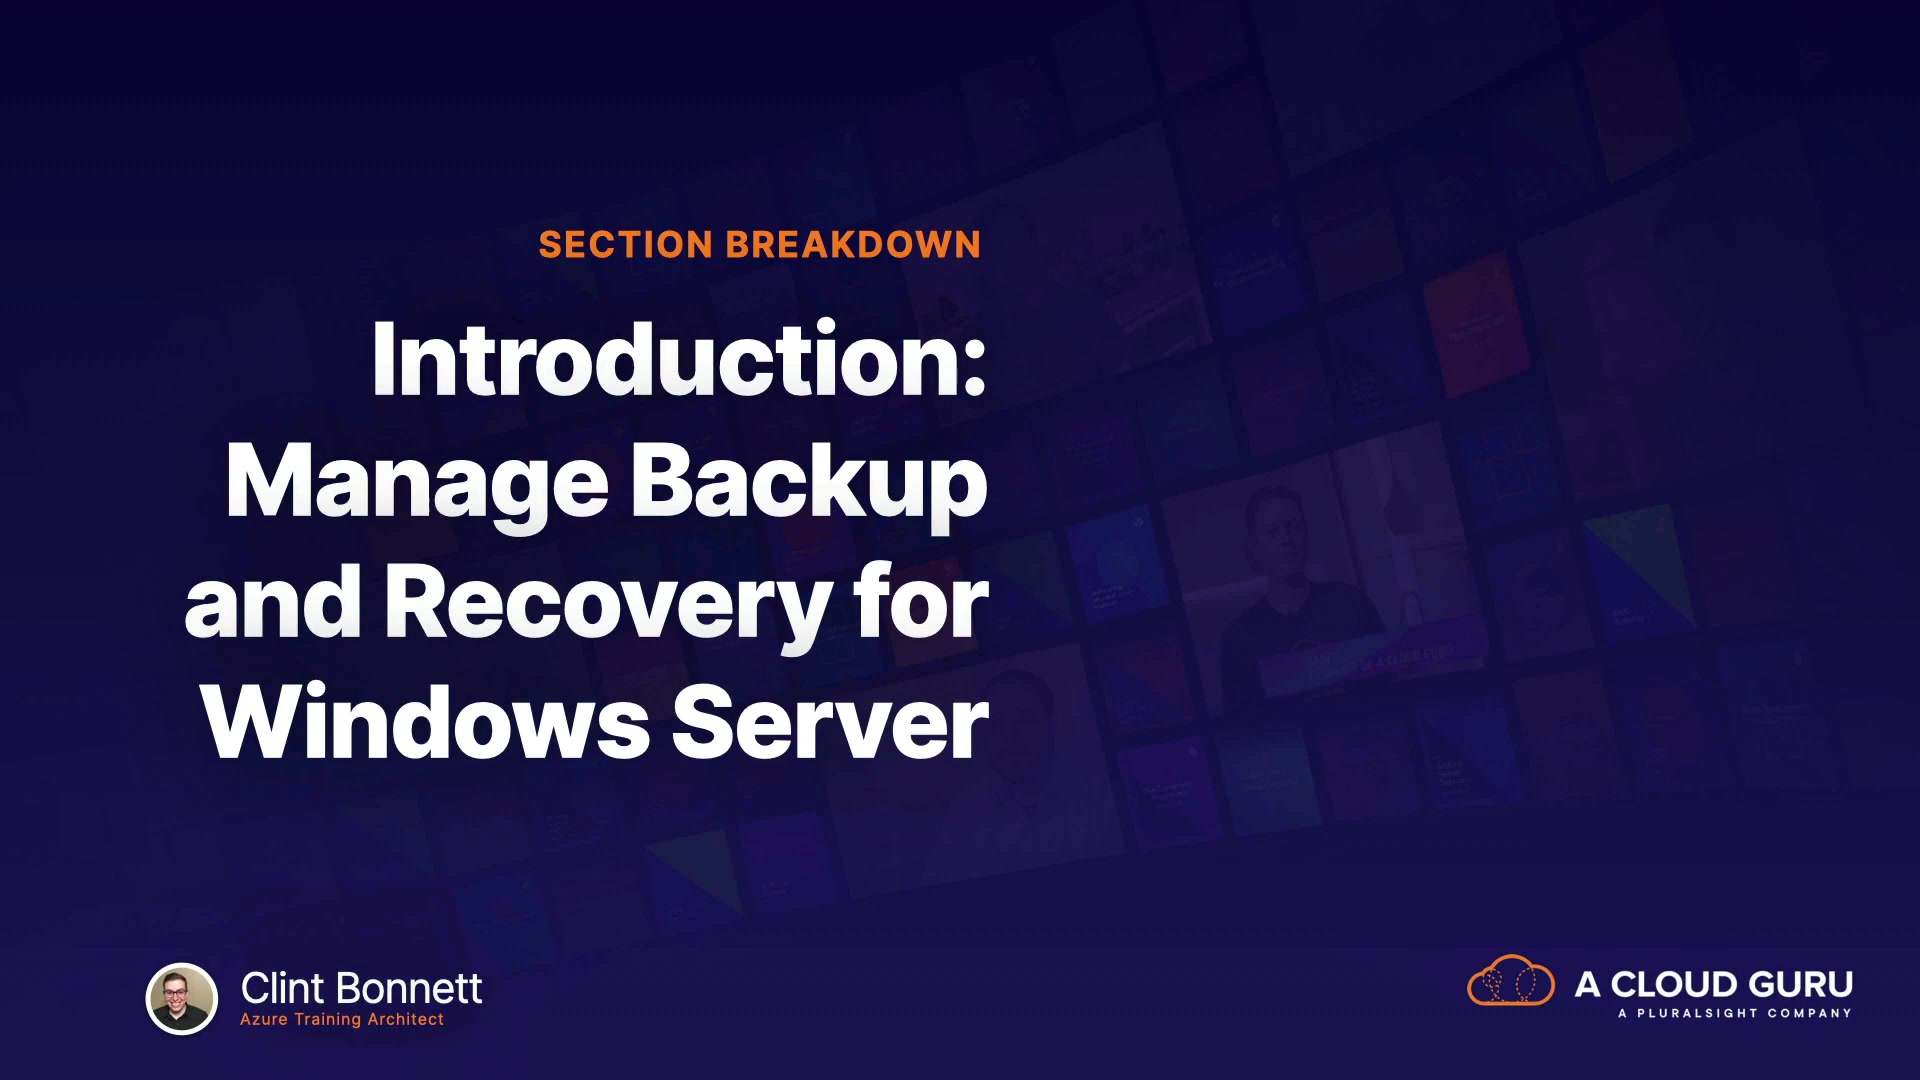 SECTION BREAKDOWN
Introduction:
Manage Backup
and Recovery for
Windows Server
Clint Bonnett
Azure Training Architect
A CLOUD GURU
A PLURALSIGHT COMPANY